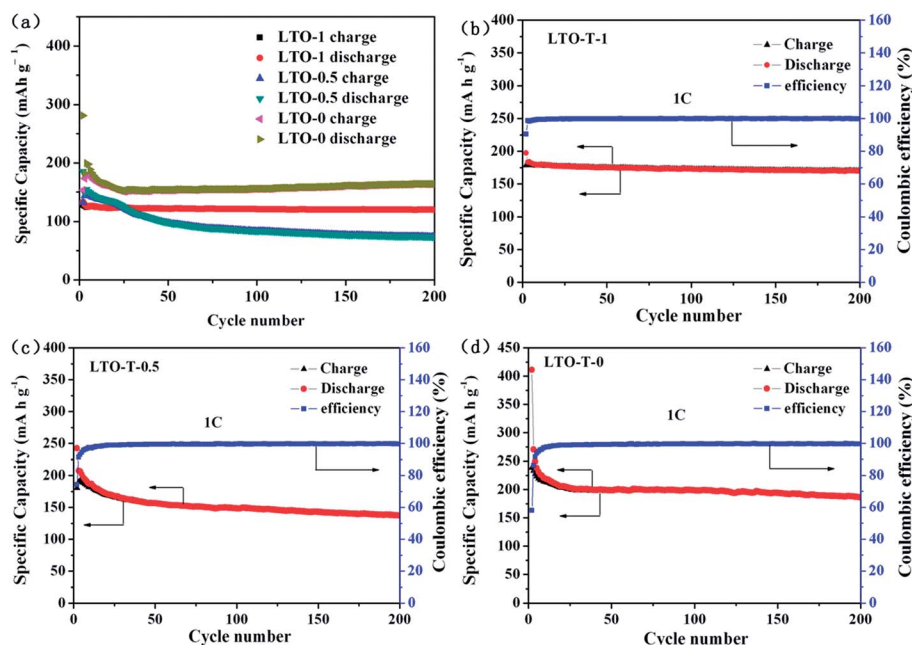 (a)
LTO-1 charge
LTO-1 discharge
LTO-0.5 charge
LTO-0.5 discharge
LTO-0 charge
LTO-0 discharge
Specific Capacity (mAh g⁻¹)
400
300
200
150
100
50
0
0 50 100 150 200
Cycle number
(b)
LTO-T-1
Charge
Discharge
efficiency
1C
Specific Capacity (mA h g⁻¹)
400
350
300
250
200
150
100
50
0
0 50 100 150 200
Cycle number
160
140
120
100
80
60
40
20
0
Coulombic efficiency (%)
(c)
LTO-T-0.5
Charge
Discharge
efficiency
1C
Specific Capacity (mA h g⁻¹)
400
350
300
250
200
150
100
50
0
0 50 100 150 200
Cycle number
160
140
120
100
80
60
40
20
0
Coulombic efficiency (%)
(d)
LTO-T-0
Charge
Discharge
efficiency
1C
Specific Capacity (mA h g⁻¹)
450
400
350
300
250
200
150
100
50
0
0 50 100 150 200
Cycle number
160
140
120
100
80
60
40
20
0
Coulombic efficiency (%)